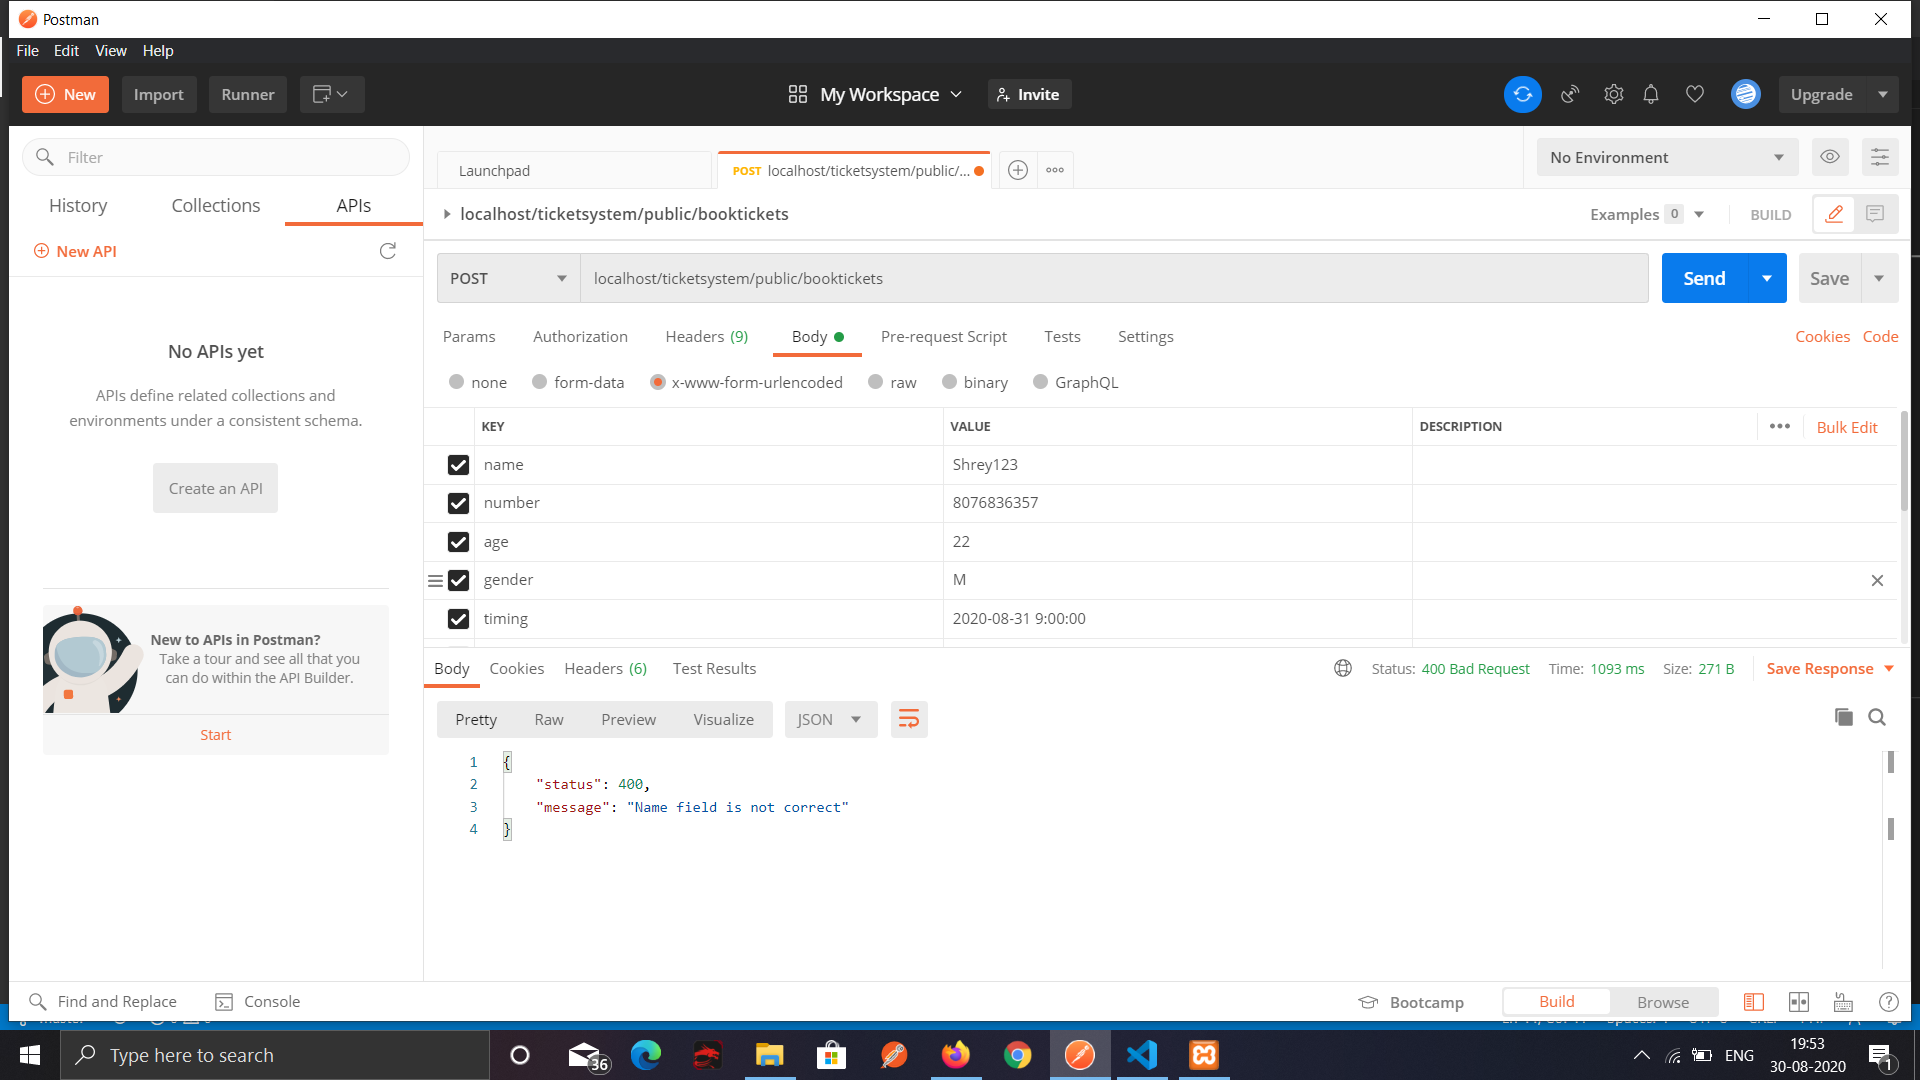 Postman
File Edit View Help
New Import Runner My Workspace Invite Upgrade
Filter
History Collections APIs
New API
No APIs yet
APIs define related collections and
environments under a consistent schema.
Create an API
New to APIs in Postman?
Take a tour and see all that you
can do within the API Builder.
Start
Launchpad POST localhost/ticketsystem/public/... No Environment
localhost/ticketsystem/public/booktickets Examples 0 BUILD
POST localhost/ticketsystem/public/booktickets Send Save
Params Authorization Headers (9) Body Pre-request Script Tests Settings Cookies Code
none form-data x-www-form-urlencoded raw binary GraphQL
KEY VALUE DESCRIPTION Bulk Edit
name Shrey123
number 8076836357
age 22
gender M
timing 2020-08-31 9:00:00
Body Cookies Headers (6) Test Results Status: 400 Bad Request Time: 1093 ms Size: 271 B Save Response
Pretty Raw Preview Visualize JSON
1 {
2 "status": 400,
3 "message": "Name field is not correct"
4 }
Find and Replace Console Bootcamp Build Browse
Type here to search 36 ENG 19:53
30-08-2020 1